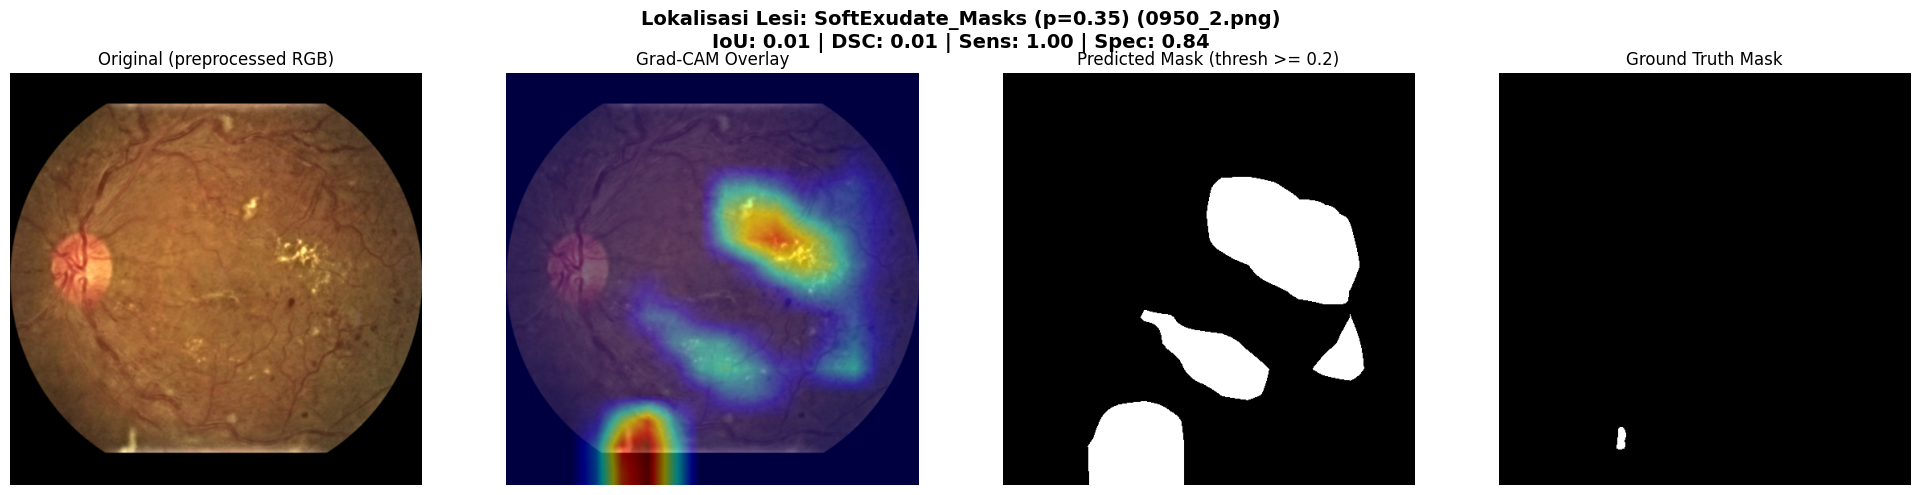 Lokalisasi Lesi: SoftExudate_Masks (p=0.35) (0950_2.png)
IoU: 0.01 | DSC: 0.01 | Sens: 1.00 | Spec: 0.84
Original (preprocessed RGB)
Grad-CAM Overlay
Predicted Mask (thresh >= 0.2)
Ground Truth Mask